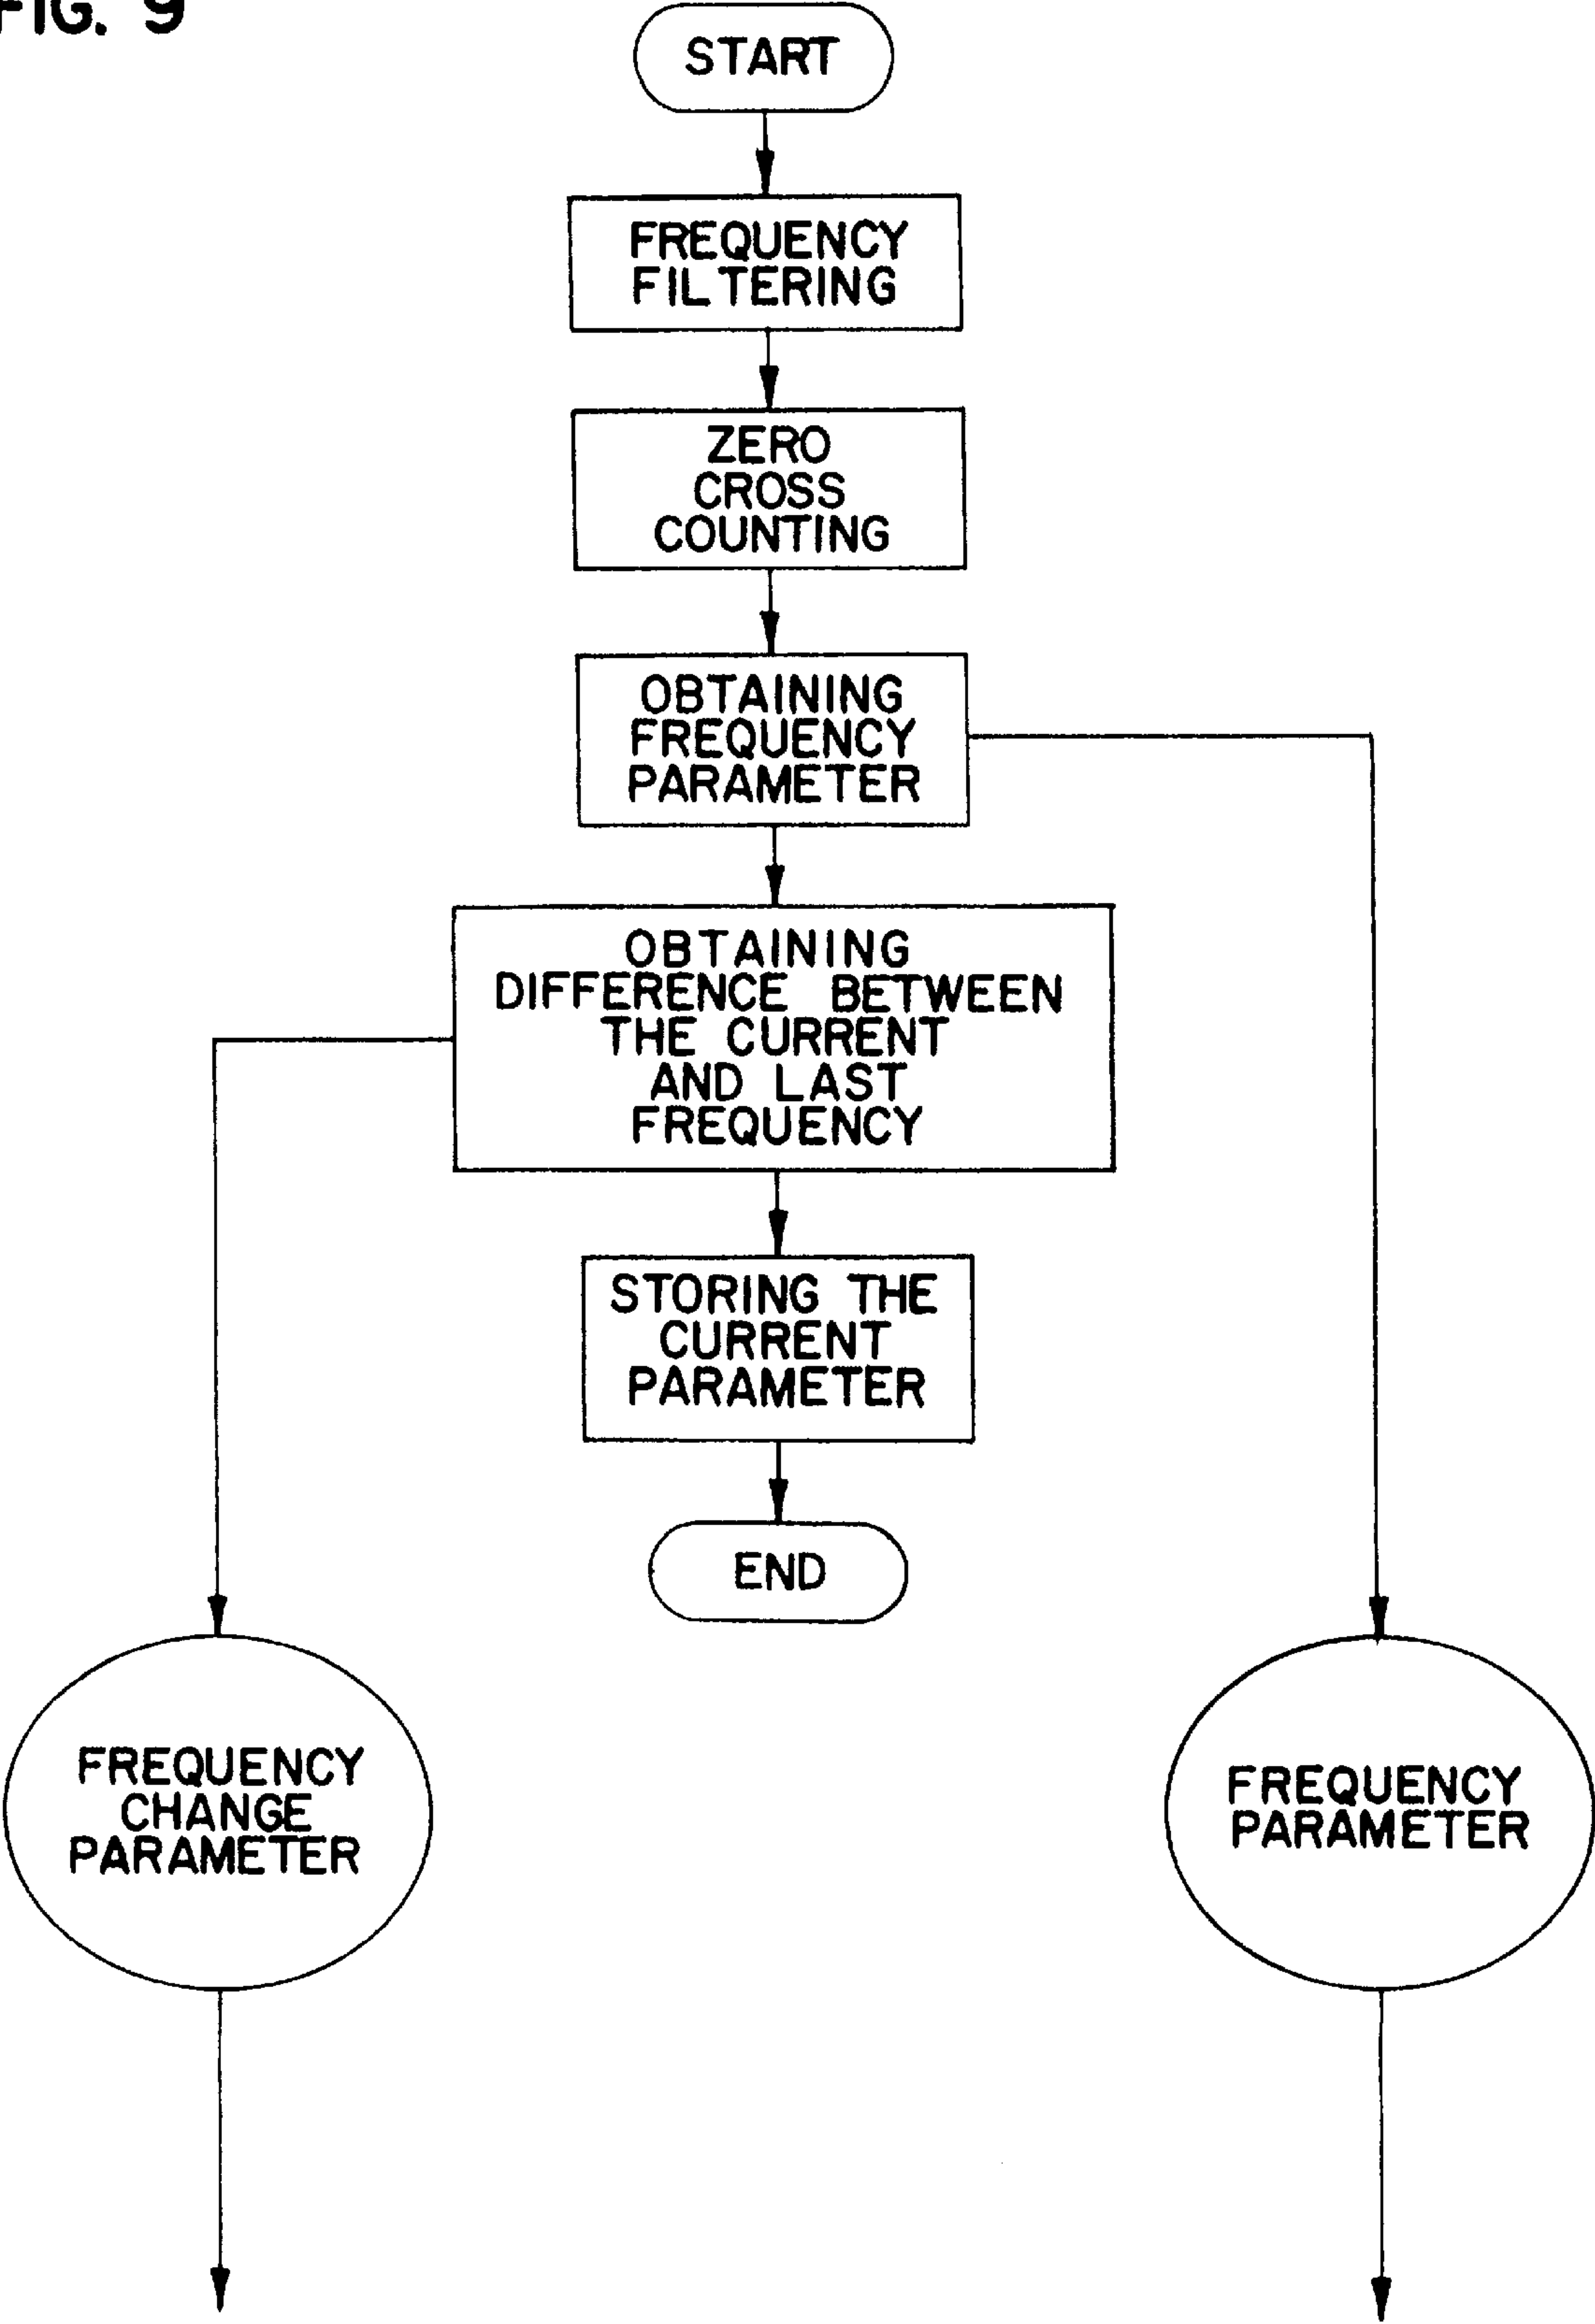 FIG. 9
START
FREQUENCY
FILTERING
ZERO
CROSS
COUNTING
OBTAINING
FREQUENCY
PARAMETER
OBTAINING
DIFFERENCE BETWEEN
THE CURRENT
AND LAST
FREQUENCY
STORING THE
CURRENT
PARAMETER
END
FREQUENCY
CHANGE
PARAMETER
FREQUENCY
PARAMETER